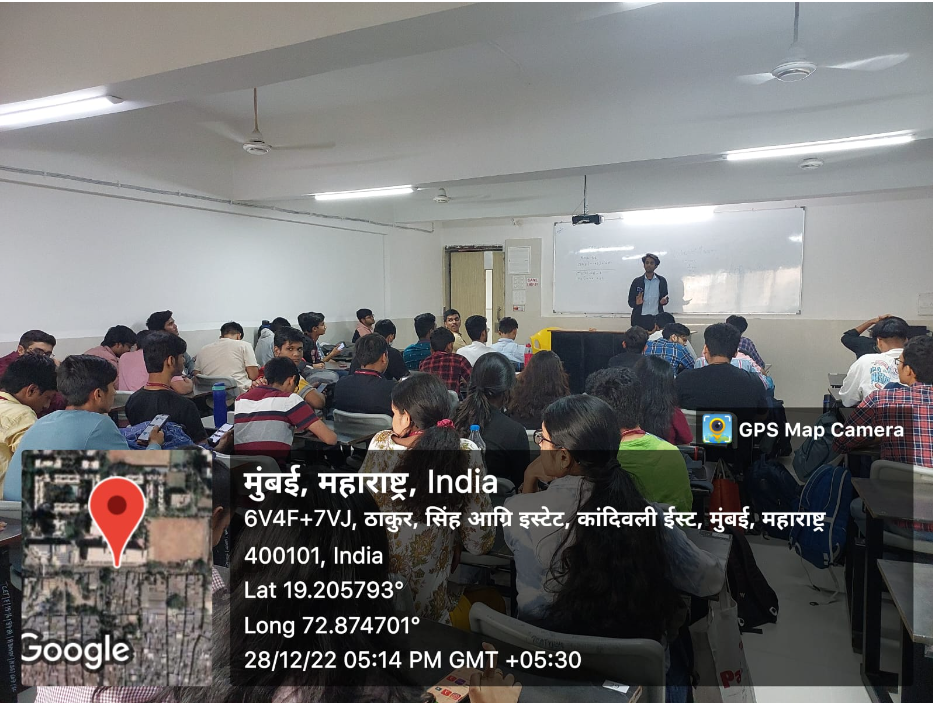 GPS Map Camera
मुंबई, महाराष्ट्र, India
6V4F+7VJ, ठाकुर, सिंह आग्रि इस्टेट, कांदिवली ईस्ट, मुंबई, महाराष्ट्र
400101, India
Lat 19.205793°
Long 72.874701°
28/12/22 05:14 PM GMT +05:30
Google